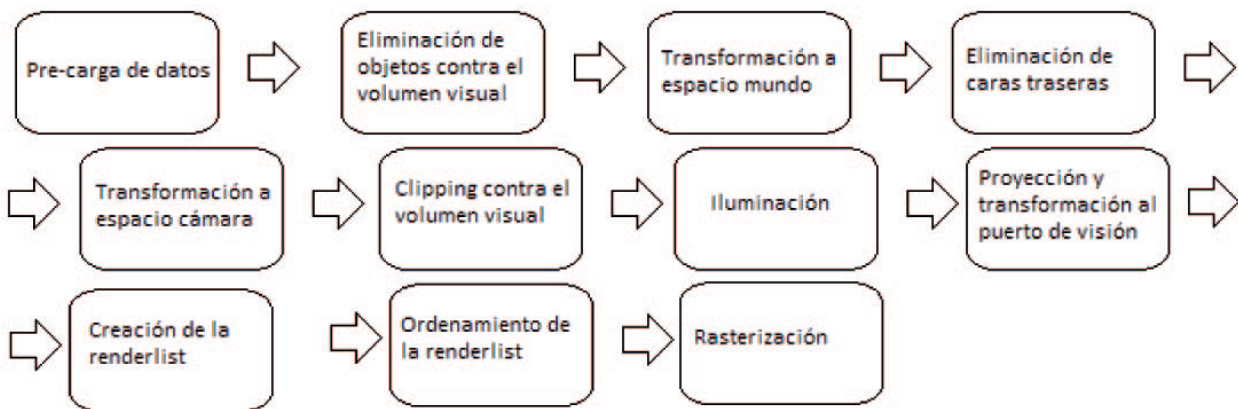 Pre-carga de datos
Eliminación de
objetos contra el
volumen visual
Transformación a
espacio mundo
Eliminación de
caras traseras
Transformación a
espacio cámara
Clipping contra el
volumen visual
Iluminación
Proyección y
transformación al
puerto de visión
Creación de la
renderlist
Ordenamiento de
la renderlist
Rasterización